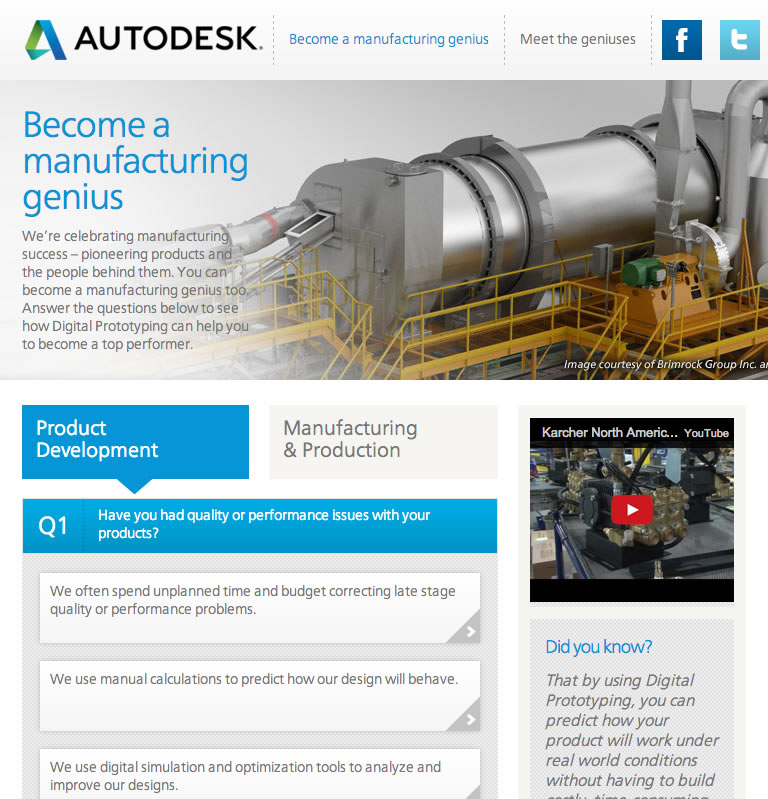 AUTODESK.
Become a manufacturing genius
Meet the geniuses
f
t
Become a
manufacturing
genius
We're celebrating manufacturing
success – pioneering products and
the people behind them. You can
become a manufacturing genius too.
Answer the questions below to see
how Digital Prototyping can help you
to become a top performer.
Image courtesy of Brimrock Group Inc. an
Product
Development
Manufacturing
& Production
Q1
Have you had quality or performance issues with your
products?
We often spend unplanned time and budget correcting late stage
quality or performance problems.
We use manual calculations to predict how our design will behave.
We use digital simulation and optimization tools to analyze and
improve our designs.
Karcher North Americ... YouTube
Did you know?
That by using Digital
Prototyping, you can
predict how your
product will work under
real world conditions
without having to build
costly, time-consuming